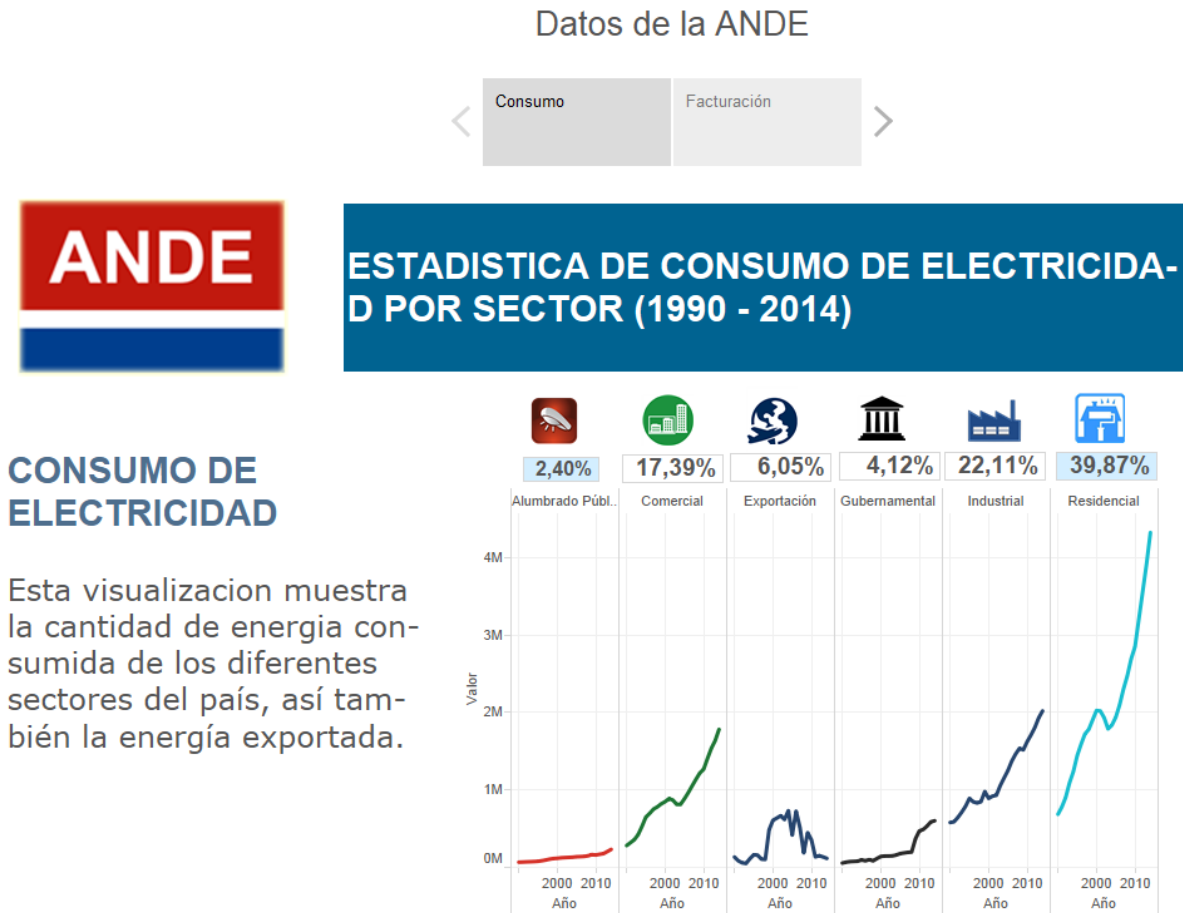 Datos de la ANDE
Consumo
Facturación
ANDE
ESTADISTICA DE CONSUMO DE ELECTRICIDA-
D POR SECTOR (1990 - 2014)
CONSUMO DE
ELECTRICIDAD
Esta visualizacion muestra
la cantidad de energia con-
sumida de los diferentes
sectores del país, así tam-
bién la energía exportada.
2,40% 17,39% 6,05% 4,12% 22,11% 39,87%
Alumbrado Públ.. Comercial Exportación Gubernamental Industrial Residencial
Valor
4M
3M
2M
1M
0M
2000 2010 2000 2010 2000 2010 2000 2010 2000 2010 2000 2010
Año Año Año Año Año Año